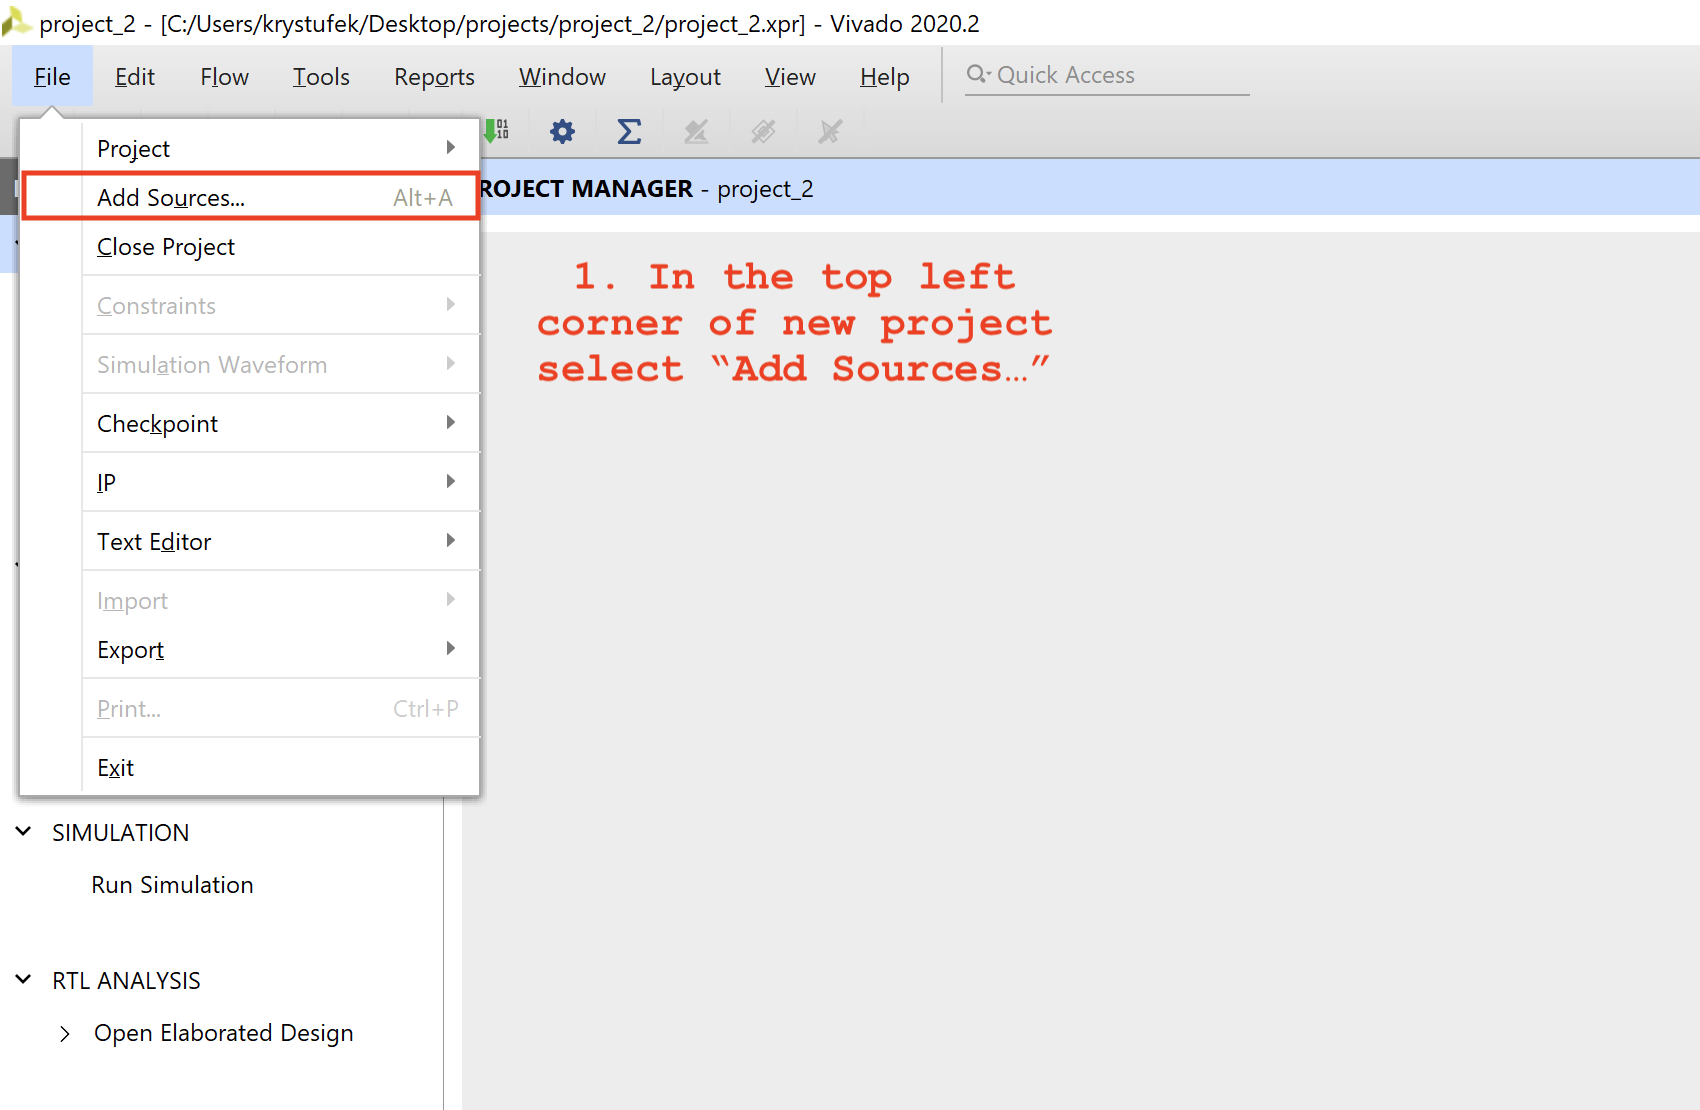 project_2 - [C:/Users/krystufek/Desktop/projects/project_2/project_2.xpr] - Vivado 2020.2
File Edit Flow Tools Reports Window Layout View Help Quick Access
Project
Add Sources... Alt+A
Close Project
Constraints
Simulation Waveform
Checkpoint
IP
Text Editor
Import
Export
Print... Ctrl+P
Exit
ROJECT MANAGER - project_2
1. In the top left
corner of new project
select “Add Sources…”
SIMULATION
Run Simulation
RTL ANALYSIS
Open Elaborated Design